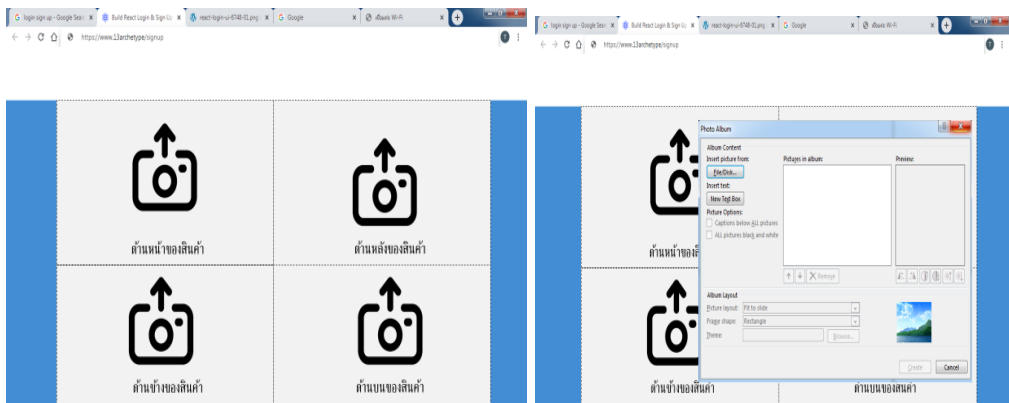 login sign up - Google Sear
Build React Login & Sign Up
react-login-ui-6748-01.png
Google
https://www.13archetype/signup
ด้านหน้าของสินค้า
ด้านหลังของสินค้า
ด้านข้างของสินค้า
ด้านบนของสินค้า
login sign up - Google Sear
Build React Login & Sign Up
react-login-ui-6748-01.png
Google
https://www.13archetype/signup
Photo Album
Album Content
Insert picture from:
File/Disk...
Insert text:
New Text Box
Picture Options:
Captions below ALL pictures
ALL pictures black and white
Pictures in album:
Preview:
Remove
Album Layout
Picture layout: Fit to slide
Frame shape: Rectangle
Theme:
Browse...
Create
Cancel
ด้านหน้าของสิ
ด้านข้างของสินค้า
ด้านบนของสินค้า